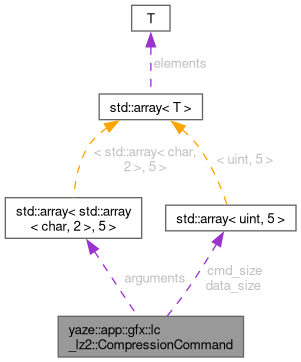 T
elements
std::array< T >
< std::array< char,
2 >, 5 >
< uint, 5 >
std::array< std::array
< char, 2 >, 5 >
std::array< uint, 5 >
arguments
cmd_size
data_size
yaze::app::gfx::lc
_lz2::CompressionCommand